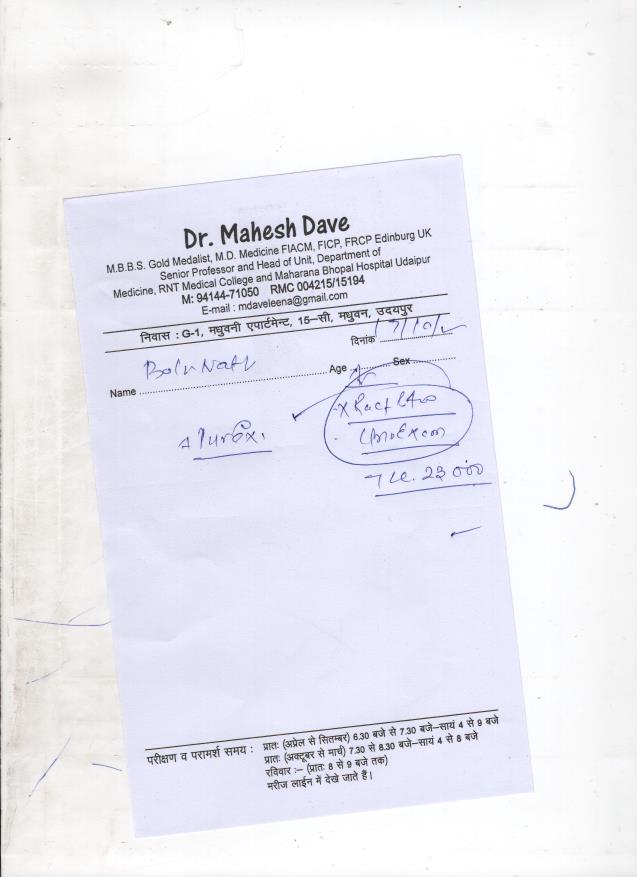 Dr. Mahesh Dave
M.B.B.S. Gold Medalist, M.D. Medicine FIACM, FICP, FRCP Edinburg UK
Senior Professor and Head of Unit, Department of
Medicine, RNT Medical College and Maharana Bhopal Hospital Udaipur
M: 94144-71050 RMC 004215/15194
E-mail : mdaveleena@gmail.com
निवास : G-1, मधुवनी एपार्टमेन्ट, 15–सी, मधुवन, उदयपुर
दिनांक
Name Age Sex
TLC. 23000
परीक्षण व परामर्श समय : प्रातः (अप्रेल से सितम्बर) 6.30 बजे से 7.30 बजे–सायं 4 से 9 बजे
प्रातः (अक्टूबर से मार्च) 7.30 से 8.30 बजे–सायं 4 से 8 बजे
रविवार :– (प्रातः 8 से 9 बजे तक)
मरीज लाईन में देखे जाते हैं।